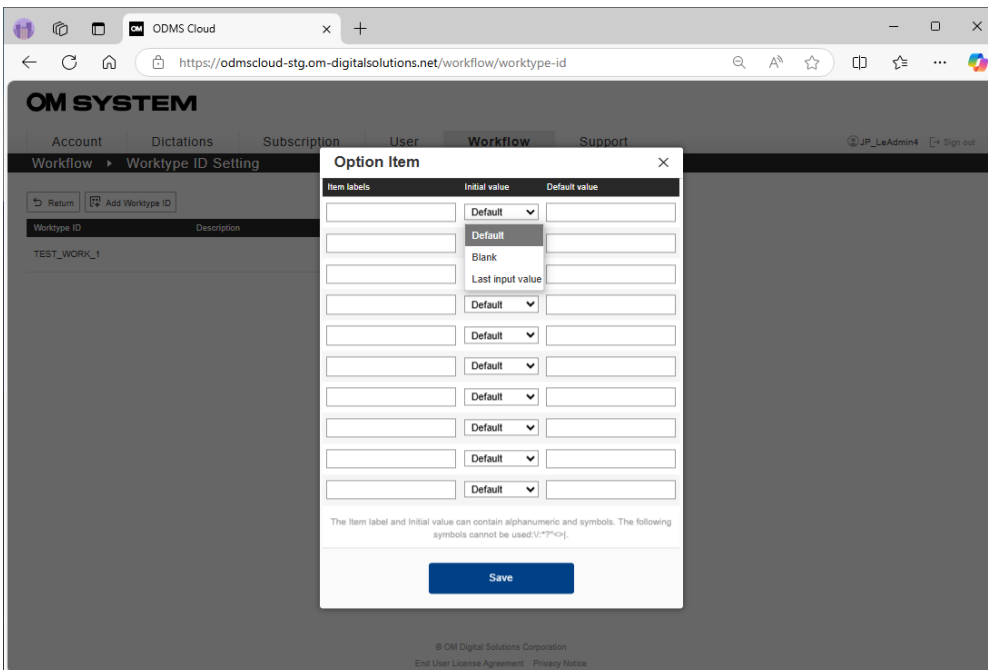 ODMS Cloud
https://odmscloud-stg.om-digitalsolutions.net/workflow/worktype-id
OM SYSTEM
Account Dictations Subscription User Workflow Support JP_LeAdmin4 Sign out
Workflow Worktype ID Setting
Return Add Worktype ID
Worktype ID Description
TEST_WORK_1
Option Item
Item labels Initial value Default value
Default
Default
Blank
Last input value
Default
Default
Default
Default
Default
Default
Default
The Item label and Initial value can contain alphanumeric and symbols. The following
symbols cannot be used:\/:*?"<>|.
Save
© OM Digital Solutions Corporation
End User License Agreement Privacy Notice